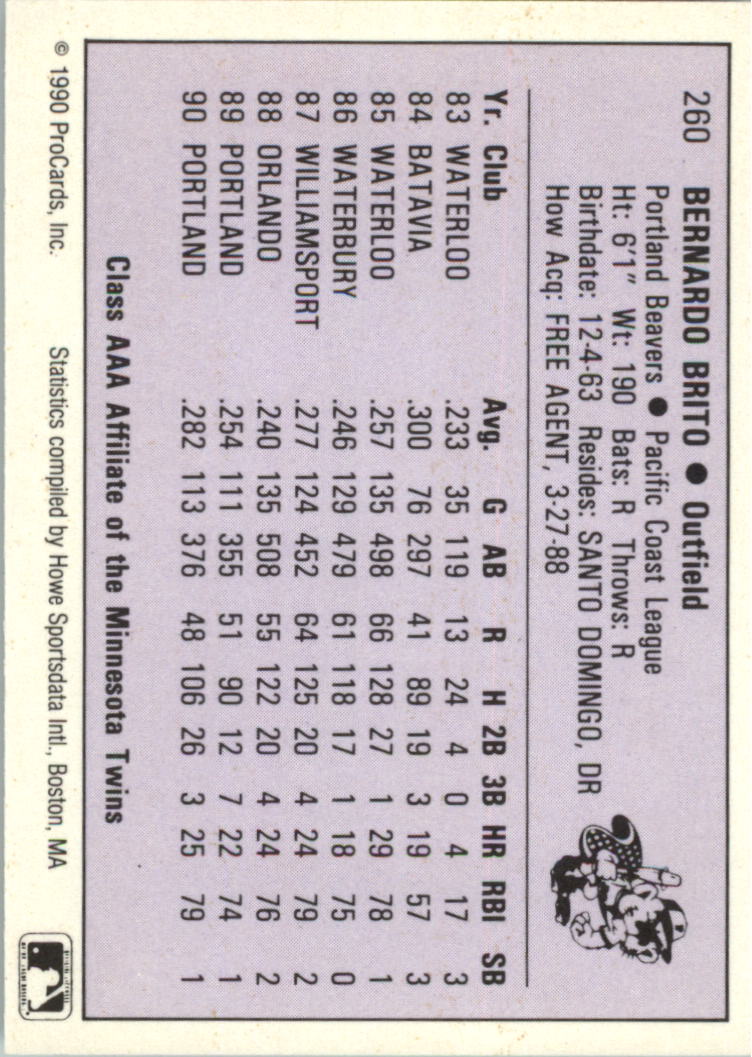 260 BERNARDO BRITO ● Outfield
Portland Beavers ● Pacific Coast League
Ht: 6'1" Wt: 190 Bats: R Throws: R
Birthdate: 12-4-63 Resides: SANTO DOMINGO, DR
How Acq: FREE AGENT, 3-27-88
Yr. Club Avg. G AB R H 2B 3B HR RBI SB
83 WATERLOO .233 35 119 13 24 4 0 4 17 3
84 BATAVIA .300 76 297 41 89 19 3 19 57 3
85 WATERLOO .257 135 498 66 128 27 1 29 78 1
86 WATERBURY .246 129 479 61 118 17 1 18 75 0
87 WILLIAMSPORT .277 124 452 64 125 20 4 24 79 2
88 ORLANDO .240 135 508 55 122 20 4 24 76 2
89 PORTLAND .254 111 355 51 90 12 7 22 74 1
90 PORTLAND .282 113 376 48 106 26 3 25 79 1
Class AAA Affiliate of the Minnesota Twins
© 1990 ProCards, Inc. Statistics compiled by Howe Sportsdata Intl., Boston, MA